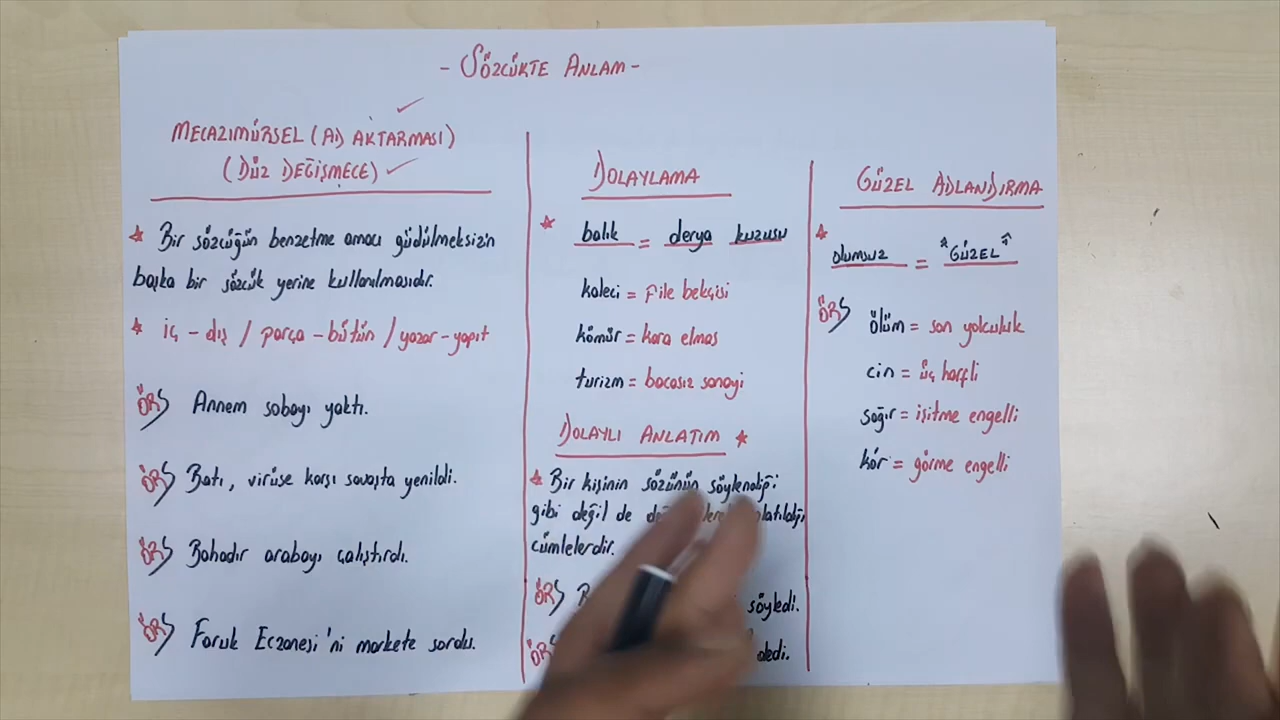 - SÖZCÜKTE ANLAM -
MECAZIMÜRSEL (AD AKTARMASI)
(DÜZ DEĞİŞMECE)
* Bir sözcüğün benzetme amacı güdülmeksizin
başka bir sözcük yerine kullanılmasıdır.
* iç - dış / parça - bütün / yazar - yapıt
ÖRS Annem sobayı yaktı.
ÖRS Batı, virüse karşı savaşta yenildi.
ÖRS Bahadır arabayı çalıştırdı.
ÖRS Faruk Eczanesi'ni markete sordu.
DOLAYLAMA
* balık = derya kuzusu
kaleci = file bekçisi
kömür = kara elmas
turizm = bacasız sanayi
DOLAYLI ANLATIM *
* Bir kişinin sözünün söylendiği
gibi değil de
cümlelerdir.
ÖRS söyledi.
ÖRS dedi.
GÜZEL ADLANDIRMA
* olumsuz = "GÜZEL"
ÖRS ölüm = son yolculuk
cin = üç harfli
sağır = işitme engelli
kör = görme engelli